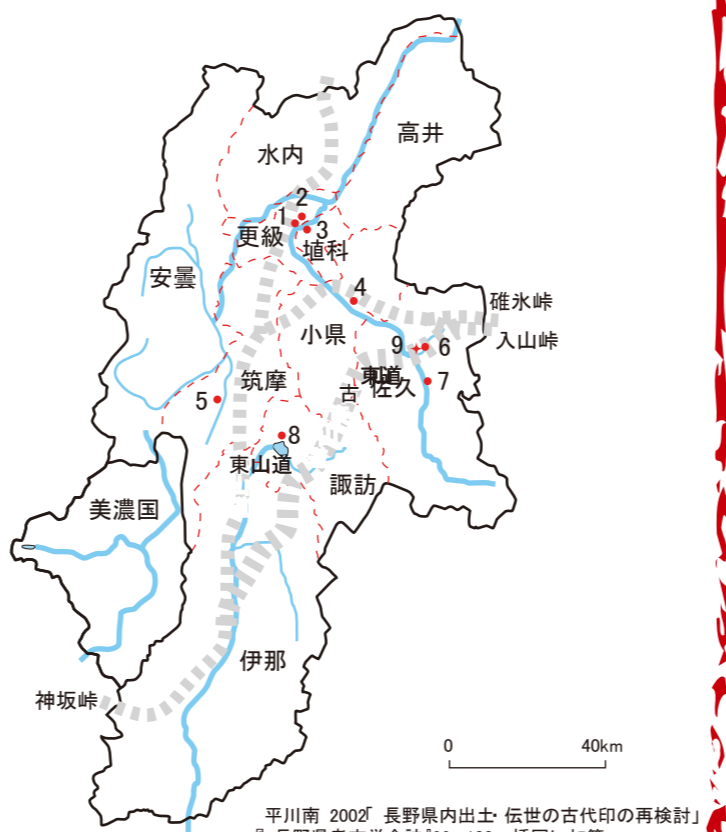 高井
水内
2
1
3
更級
埴科
安曇
4
碓氷峠
小県
入山峠
9
6
筑摩
古
佐久
7
5
8
東山道
諏訪
美濃国
伊那
神坂峠
0
40km
平川南 2002「 長野県内出土・伝世の古代印の再検討」